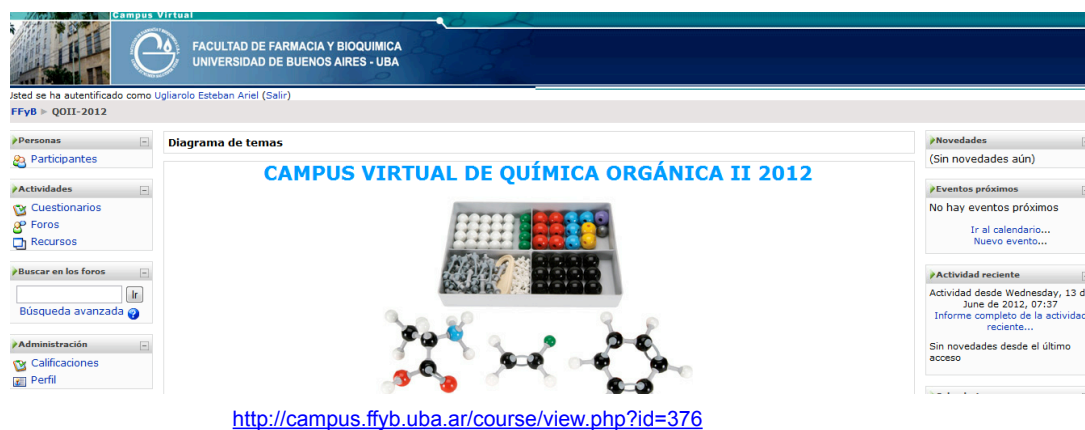 Campus Virtual
FACULTAD DE FARMACIA Y BIOQUIMICA
UNIVERSIDAD DE BUENOS AIRES - UBA
Usted se ha autentificado como Ugliarolo Esteban Ariel (Salir)
FFyB ► QOII-2012
Personas
Participantes
Actividades
Cuestionarios
Foros
Recursos
Buscar en los foros
Ir
Búsqueda avanzada
Administración
Calificaciones
Perfil
Diagrama de temas
CAMPUS VIRTUAL DE QUÍMICA ORGÁNICA II 2012
Novedades
(Sin novedades aún)
Eventos próximos
No hay eventos próximos
Ir al calendario...
Nuevo evento...
Actividad reciente
Actividad desde Wednesday, 13 d
June de 2012, 07:37
Informe completo de la actividad
reciente...
Sin novedades desde el último
acceso
http://campus.ffyb.uba.ar/course/view.php?id=376